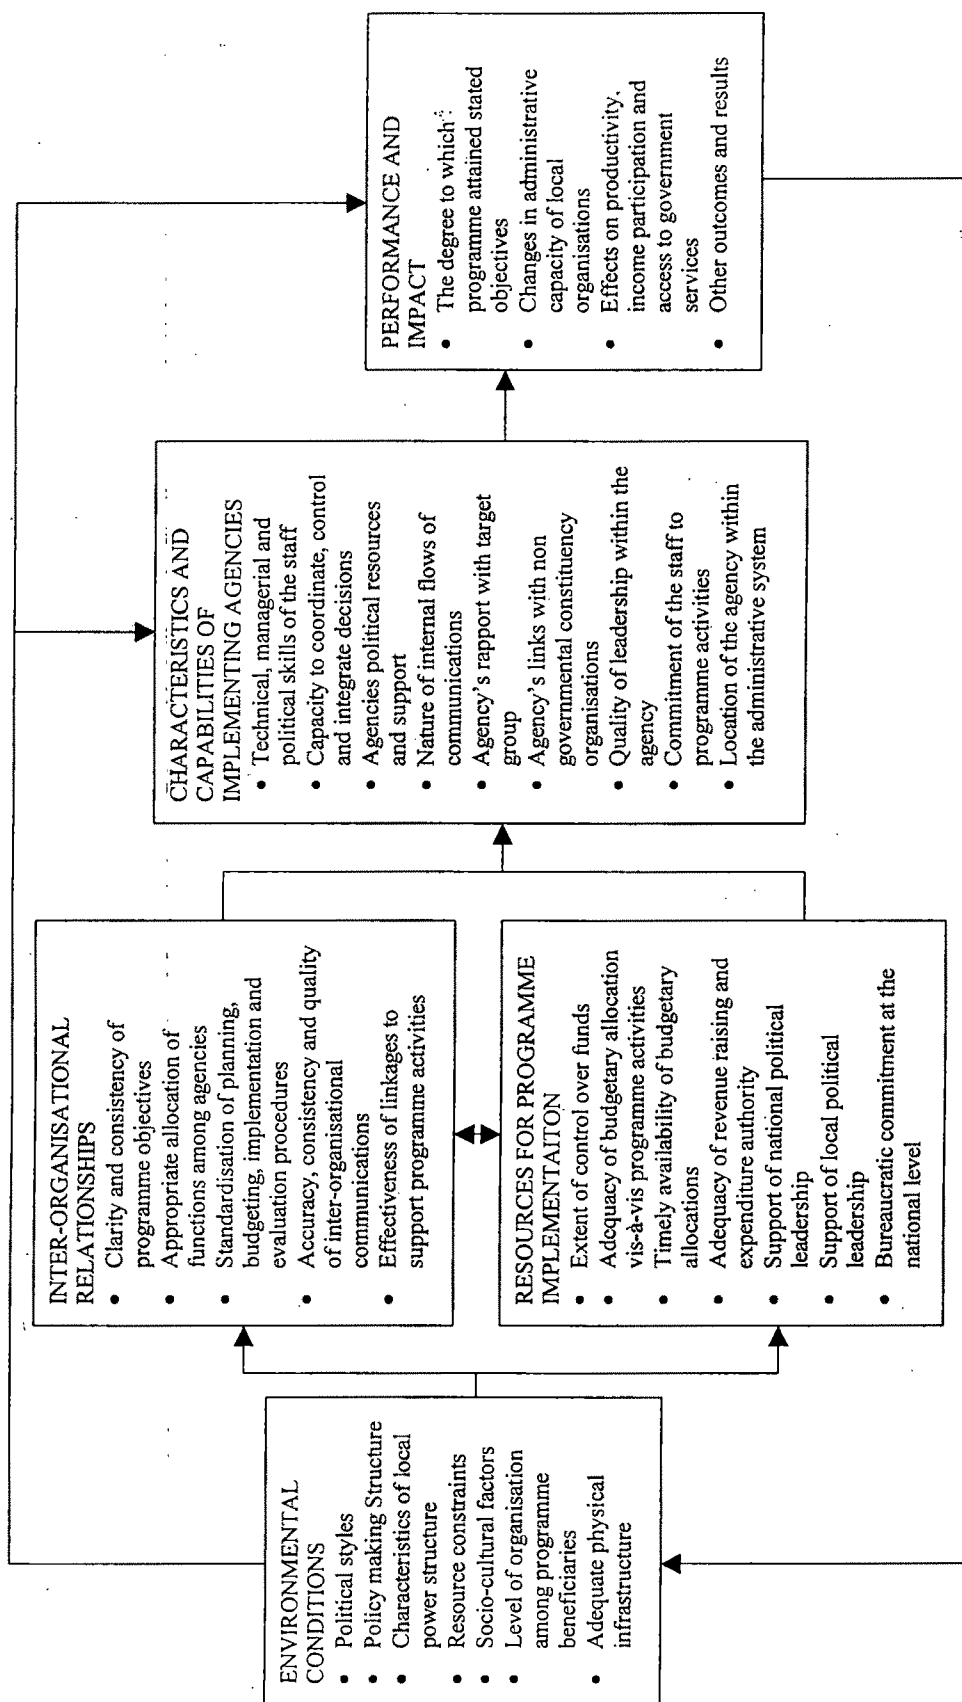 ENVIRONMENTAL
CONDITIONS
• Political styles
• Policy making Structure
• Characteristics of local
power structure
• Resource constraints
• Socio-cultural factors
• Level of organisation
among programme
beneficiaries
• Adequate physical
infrastructure
INTER-ORGANISATIONAL
RELATIONSHIPS
• Clarity and consistency of
programme objectives
• Appropriate allocation of
functions among agencies
• Standardisation of planning,
budgeting, implementation and
evaluation procedures
• Accuracy, consistency and quality
of inter-organisational
communications
• Effectiveness of linkages to
support programme activities
RESOURCES FOR PROGRAMME
IMPLEMENTAITON
• Extent of control over funds
• Adequacy of budgetary allocation
vis-à-vis programme activities
• Timely availability of budgetary
allocations
• Adequacy of revenue raising and
expenditure authority
• Support of national political
leadership
• Support of local political
leadership
• Bureaucratic commitment at the
national level
CHARACTERISTICS AND
CAPABILITIES OF
IMPLEMENTING AGENCIES
• Technical, managerial and
political skills of the staff
• Capacity to coordinate, control
and integrate decisions
• Agencies political resources
and support
• Nature of internal flows of
communications
• Agency's rapport with target
group
• Agency's links with non
governmental constituency
organisations
• Quality of leadership within the
agency
• Commitment of the staff to
programme activities
• Location of the agency within
the administrative system
PERFORMANCE AND
IMPACT
• The degree to which
programme attained stated
objectives
• Changes in administrative
capacity of local
organisations
• Effects on productivity,
income participation and
access to government
services
• Other outcomes and results